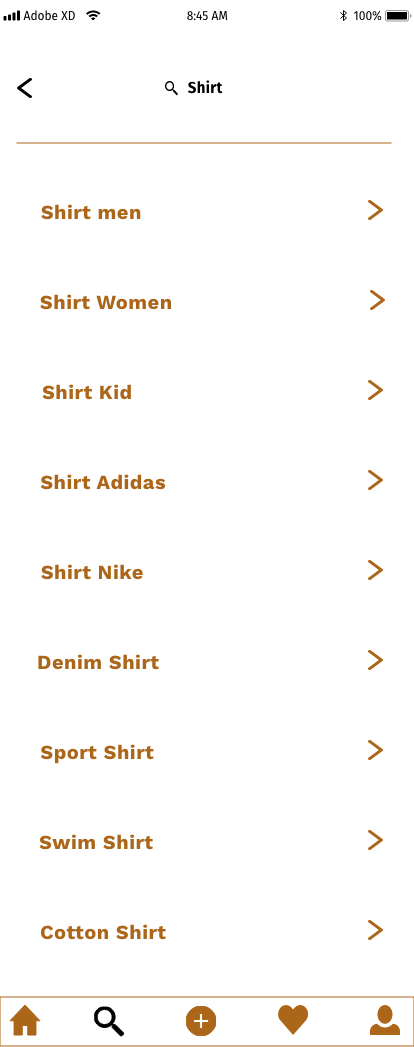 Adobe XD 8:45 AM 100%
Shirt
Shirt men
Shirt Women
Shirt Kid
Shirt Adidas
Shirt Nike
Denim Shirt
Sport Shirt
Swim Shirt
Cotton Shirt